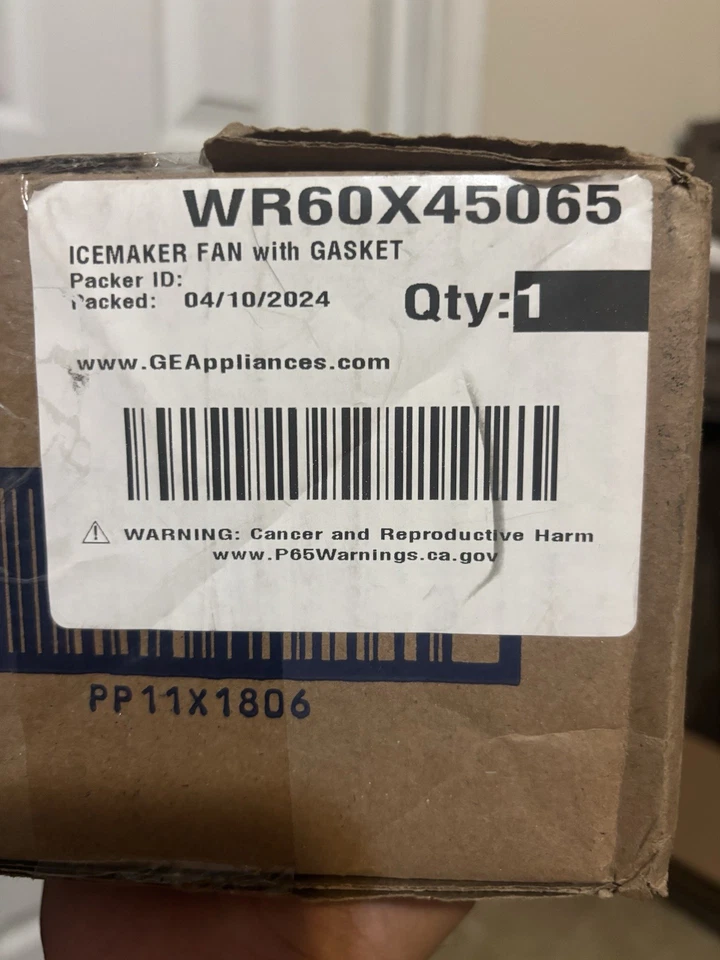 WR60X45065
ICEMAKER FAN with GASKET
Packer ID:
Packed: 04/10/2024
Qty:1
www.GEAppliances.com
⚠ WARNING: Cancer and Reproductive Harm
www.P65Warnings.ca.gov
PP11X1806